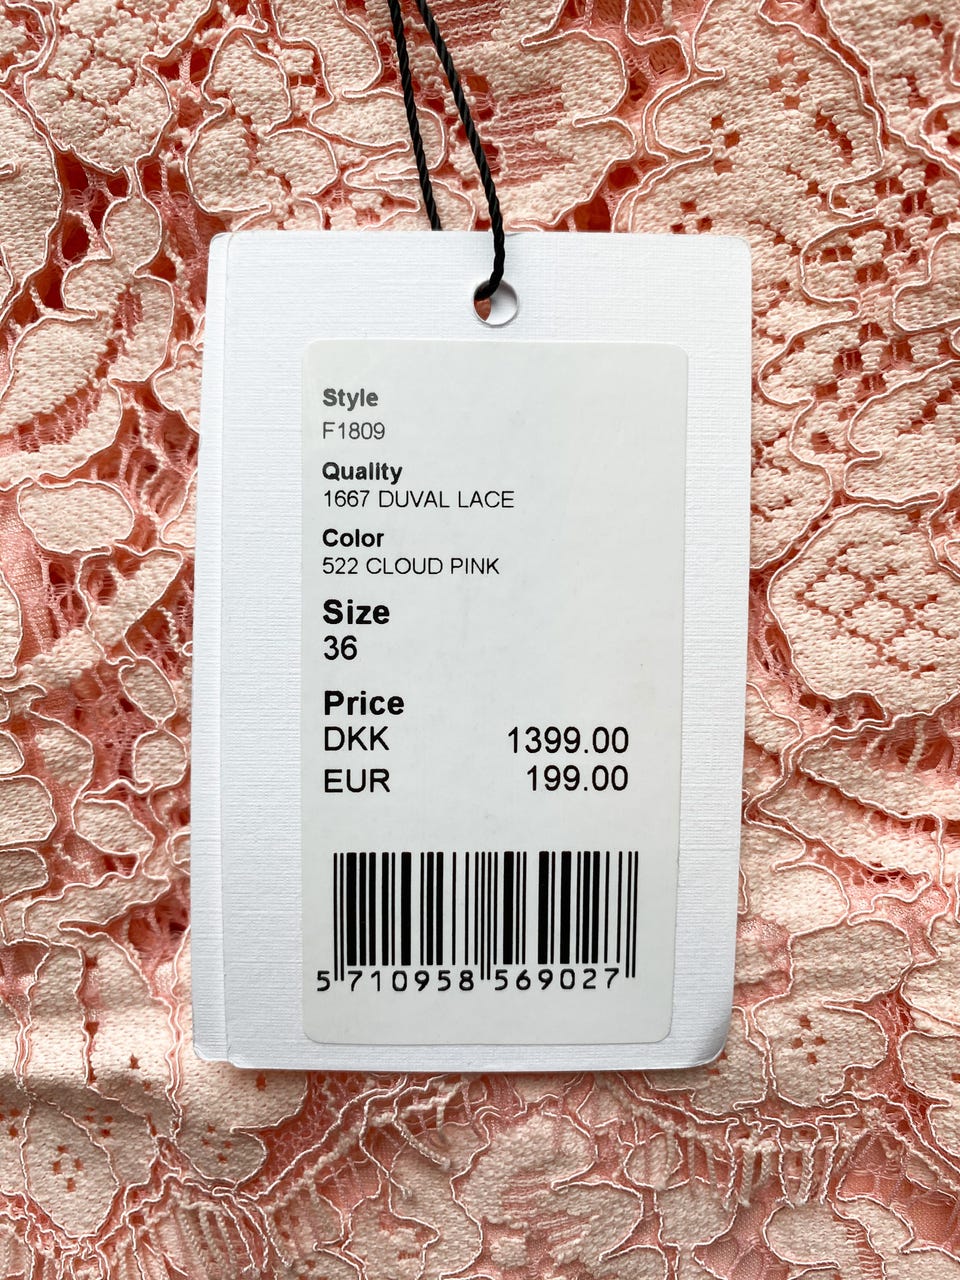 Style
F1809
Quality
1667 DUVAL LACE
Color
522 CLOUD PINK
Size
36
Price
DKK 1399.00
EUR 199.00
5 710958 569027